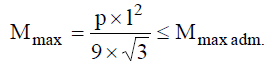 M_max = (p × l²) / (9 × √3) ≤ M_max adm.